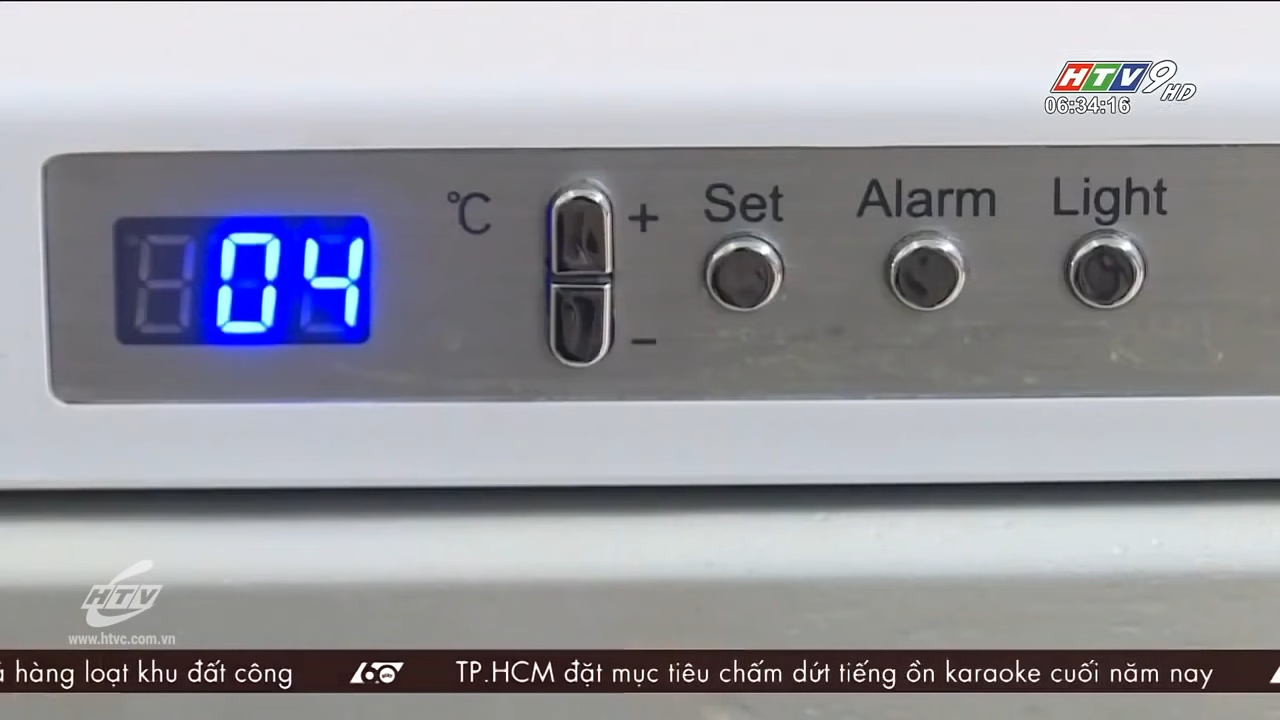 HTV9 HD
06:34:16
04 °C + Set Alarm Light
-
HTV
www.htvc.com.vn
hàng loạt khu đất công 60 TP.HCM đặt mục tiêu chấm dứt tiếng ồn karaoke cuối năm nay